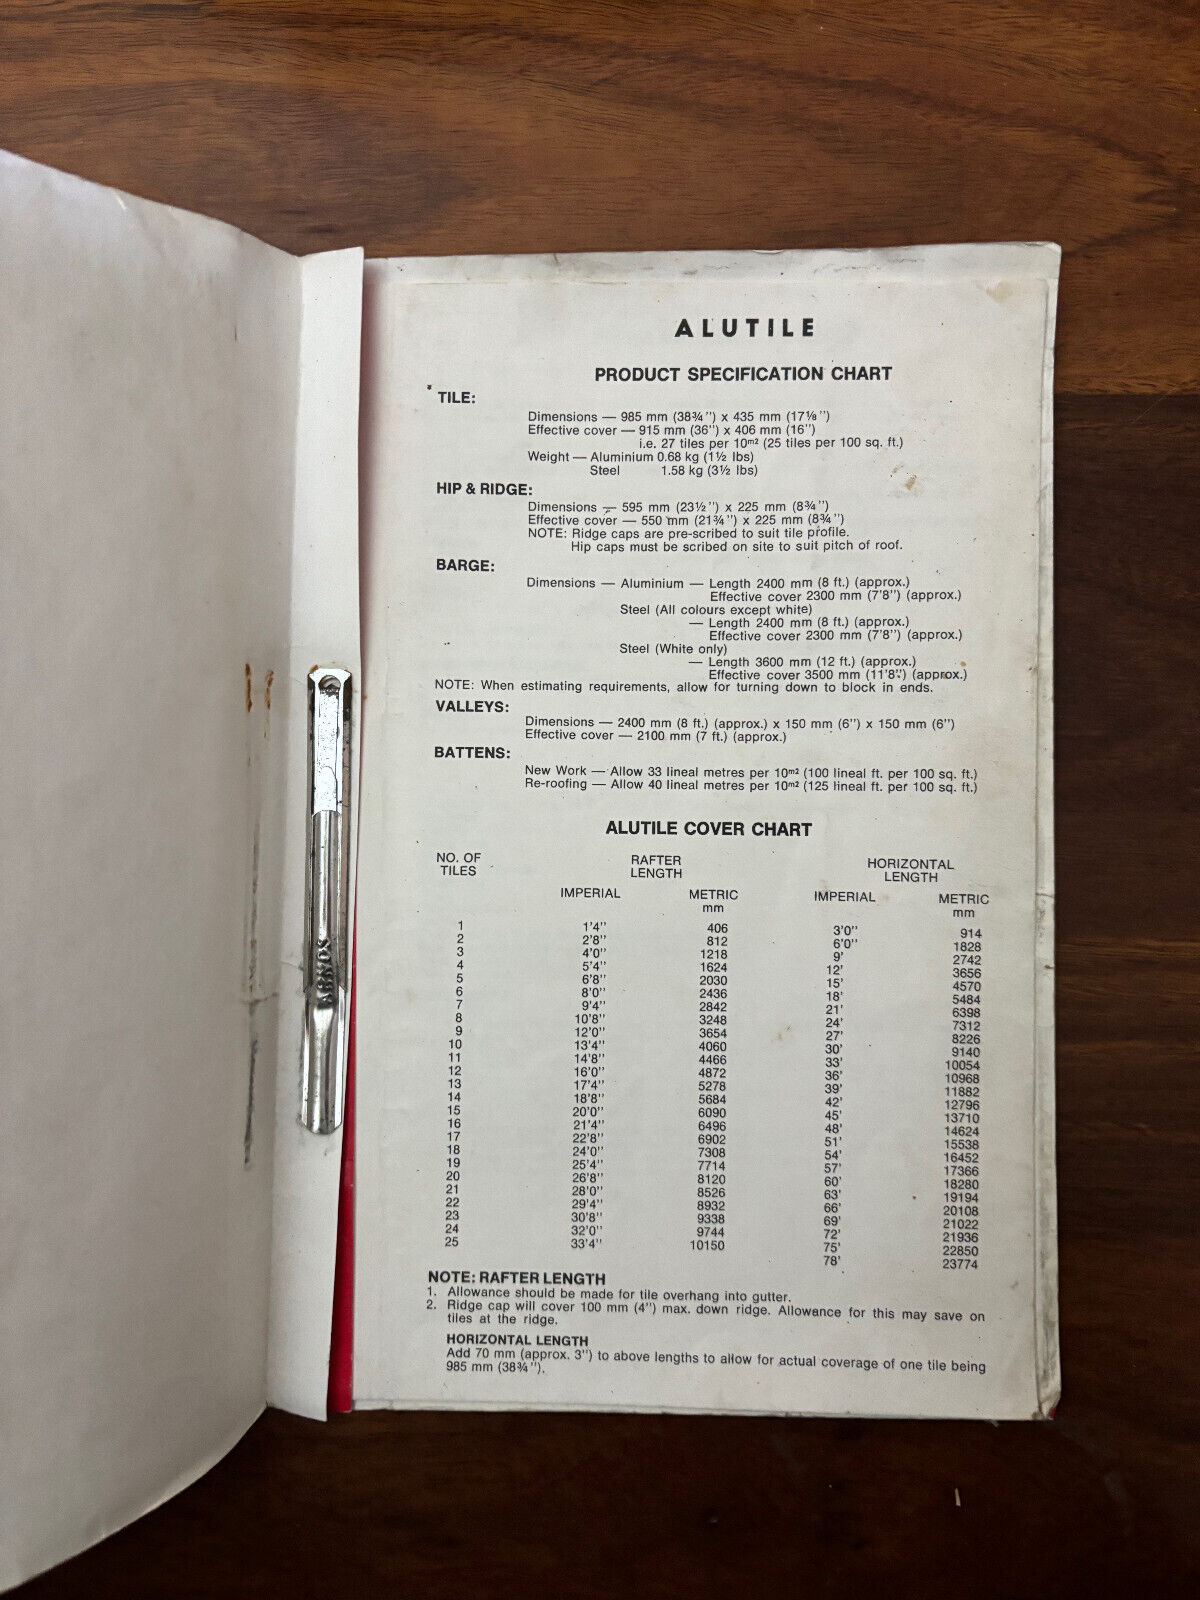 ALUTILE
PRODUCT SPECIFICATION CHART
TILE:
Dimensions — 985 mm (38¾") x 435 mm (17⅛")
Effective cover — 915 mm (36") x 406 mm (16")
i.e. 27 tiles per 10m² (25 tiles per 100 sq. ft.)
Weight — Aluminium 0.68 kg (1½ lbs)
Steel 1.58 kg (3½ lbs)
HIP & RIDGE:
Dimensions — 595 mm (23½") x 225 mm (8¾")
Effective cover — 550 mm (21¾") x 225 mm (8¾")
NOTE: Ridge caps are pre-scribed to suit tile profile.
Hip caps must be scribed on site to suit pitch of roof.
BARGE:
Dimensions — Aluminium — Length 2400 mm (8 ft.) (approx.)
Effective cover 2300 mm (7'8") (approx.)
Steel (All colours except white)
— Length 2400 mm (8 ft.) (approx.)
Effective cover 2300 mm (7'8") (approx.)
Steel (White only)
— Length 3600 mm (12 ft.) (approx.)
Effective cover 3500 mm (11'8") (approx.)
NOTE: When estimating requirements, allow for turning down to block in ends.
VALLEYS:
Dimensions — 2400 mm (8 ft.) (approx.) x 150 mm (6") x 150 mm (6")
Effective cover — 2100 mm (7 ft.) (approx.)
BATTENS:
New Work — Allow 33 lineal metres per 10m² (100 lineal ft. per 100 sq. ft.)
Re-roofing — Allow 40 lineal metres per 10m² (125 lineal ft. per 100 sq. ft.)
ALUTILE COVER CHART
NO. OF RAFTER HORIZONTAL
TILES LENGTH LENGTH
IMPERIAL METRIC IMPERIAL METRIC
mm mm
1 1'4" 406 3'0" 914
2 2'8" 812 6'0" 1828
3 4'0" 1218 9' 2742
4 5'4" 1624 12' 3656
5 6'8" 2030 15' 4570
6 8'0" 2436 18' 5484
7 9'4" 2842 21' 6398
8 10'8" 3248 24' 7312
9 12'0" 3654 27' 8226
10 13'4" 4060 30' 9140
11 14'8" 4466 33' 10054
12 16'0" 4872 36' 10968
13 17'4" 5278 39' 11882
14 18'8" 5684 42' 12796
15 20'0" 6090 45' 13710
16 21'4" 6496 48' 14624
17 22'8" 6902 51' 15538
18 24'0" 7308 54' 16452
19 25'4" 7714 57' 17366
20 26'8" 8120 60' 18280
21 28'0" 8526 63' 19194
22 29'4" 8932 66' 20108
23 30'8" 9338 69' 21022
24 32'0" 9744 72' 21936
25 33'4" 10150 75' 22850
78' 23774
NOTE: RAFTER LENGTH
1. Allowance should be made for tile overhang into gutter.
2. Ridge cap will cover 100 mm (4") max. down ridge. Allowance for this may save on
tiles at the ridge.
HORIZONTAL LENGTH
Add 70 mm (approx. 3") to above lengths to allow for actual coverage of one tile being
985 mm (38¾").